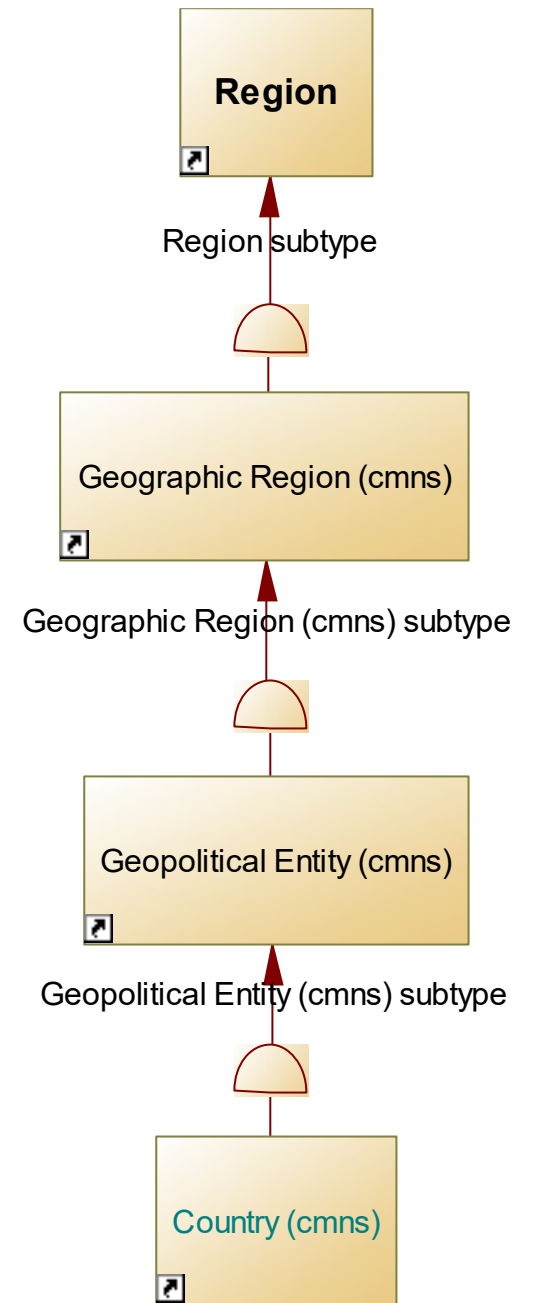 Region
Region subtype
Geographic Region (cmns)
Geographic Region (cmns) subtype
Geopolitical Entity (cmns)
Geopolitical Entity (cmns) subtype
Country (cmns)